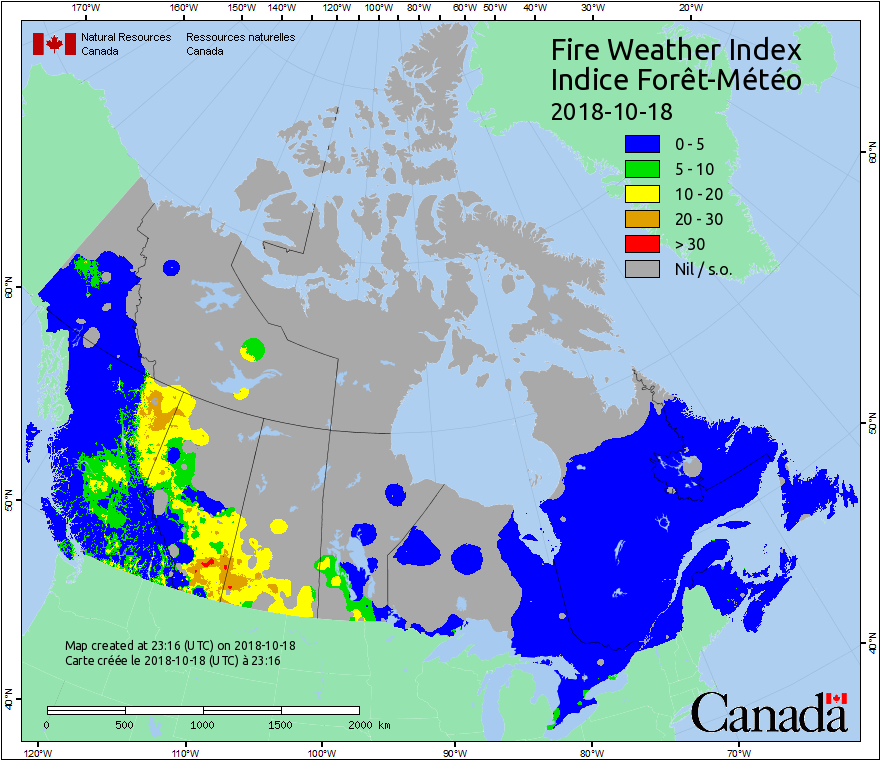 170°W 160°W 150°W 140°W 130°W 120°W 110°W 100°W 90°W 80°W 70°W 60°W 50°W 40°W 30°W 20°W
Natural Resources Ressources naturelles
Canada Canada
Fire Weather Index
Indice Forêt-Météo
2018-10-18
0 - 5
5 - 10
10 - 20
20 - 30
> 30
Nil / s.o.
60°N
60°N
50°N
50°N
40°N
40°N
Map created at 23:16 (UTC) on 2018-10-18
Carte créée le 2018-10-18 (UTC) à 23:16
0 500 1000 1500 2000 km
Canada
120°W 110°W 100°W 90°W 80°W 70°W